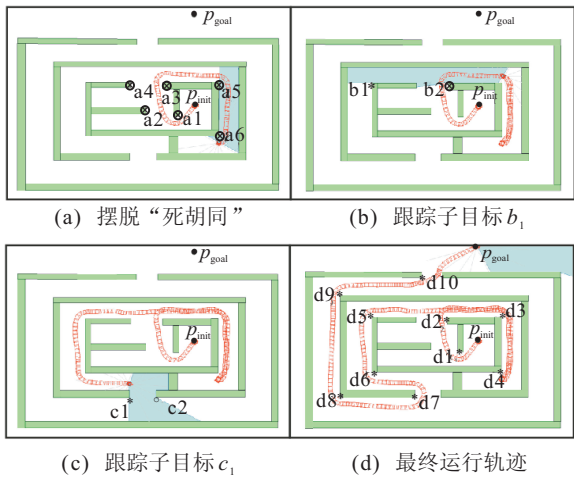 p_goal
a4
a3
a5
p_init
a2
a1
a6
(a) 摆脱“死胡同”
p_goal
b1*
b2
p_init
(b) 跟踪子目标 b₁
p_goal
p_init
c1*
c2
(c) 跟踪子目标 c₁
p_goal
d10
d9*
d5*
d2*
*d3
p_init
d1*
d6*
d4
d8*
*d7
(d) 最终运行轨迹